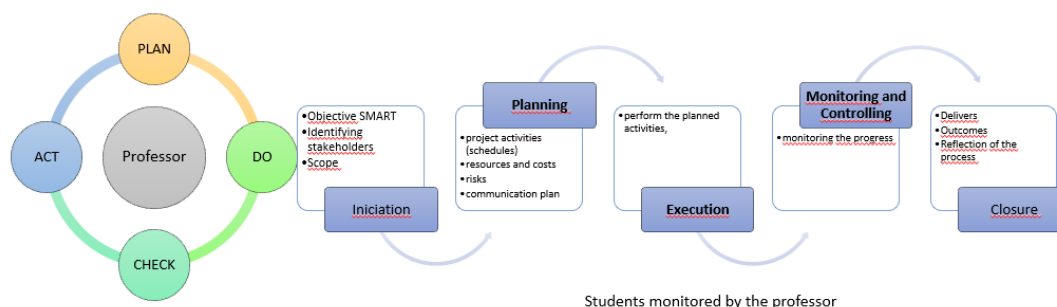 PLAN
ACT
Professor
DO
CHECK
•Objective SMART
•Identifying
stakeholders
•Scope
Iniciation
Planning
•project activities
(schedules)
•resources and costs
•risks
•communication plan
•perform the planned
activities,
Execution
Monitoring and
Controlling
•monitoring the progress
•Delivers
•Outcomes
•Reflection of the
process
Closure
Students monitored by the professor